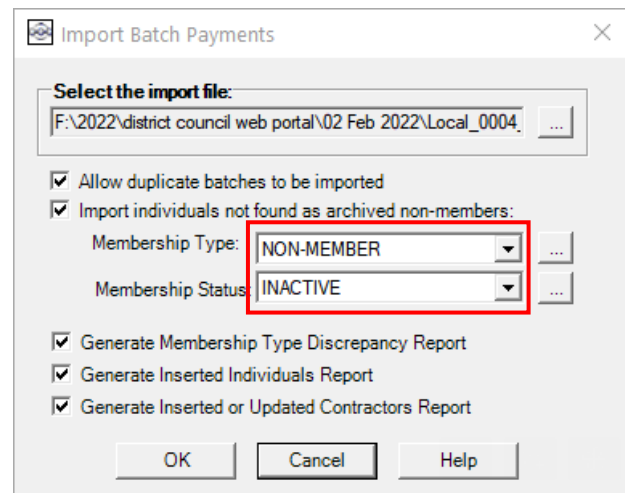 Import Batch Payments
Select the import file:
F:\2022\district council web portal\02 Feb 2022\Local_0004_
...
Allow duplicate batches to be imported
Import individuals not found as archived non-members:
Membership Type: NON-MEMBER ...
Membership Status: INACTIVE ...
Generate Membership Type Discrepancy Report
Generate Inserted Individuals Report
Generate Inserted or Updated Contractors Report
OK Cancel Help